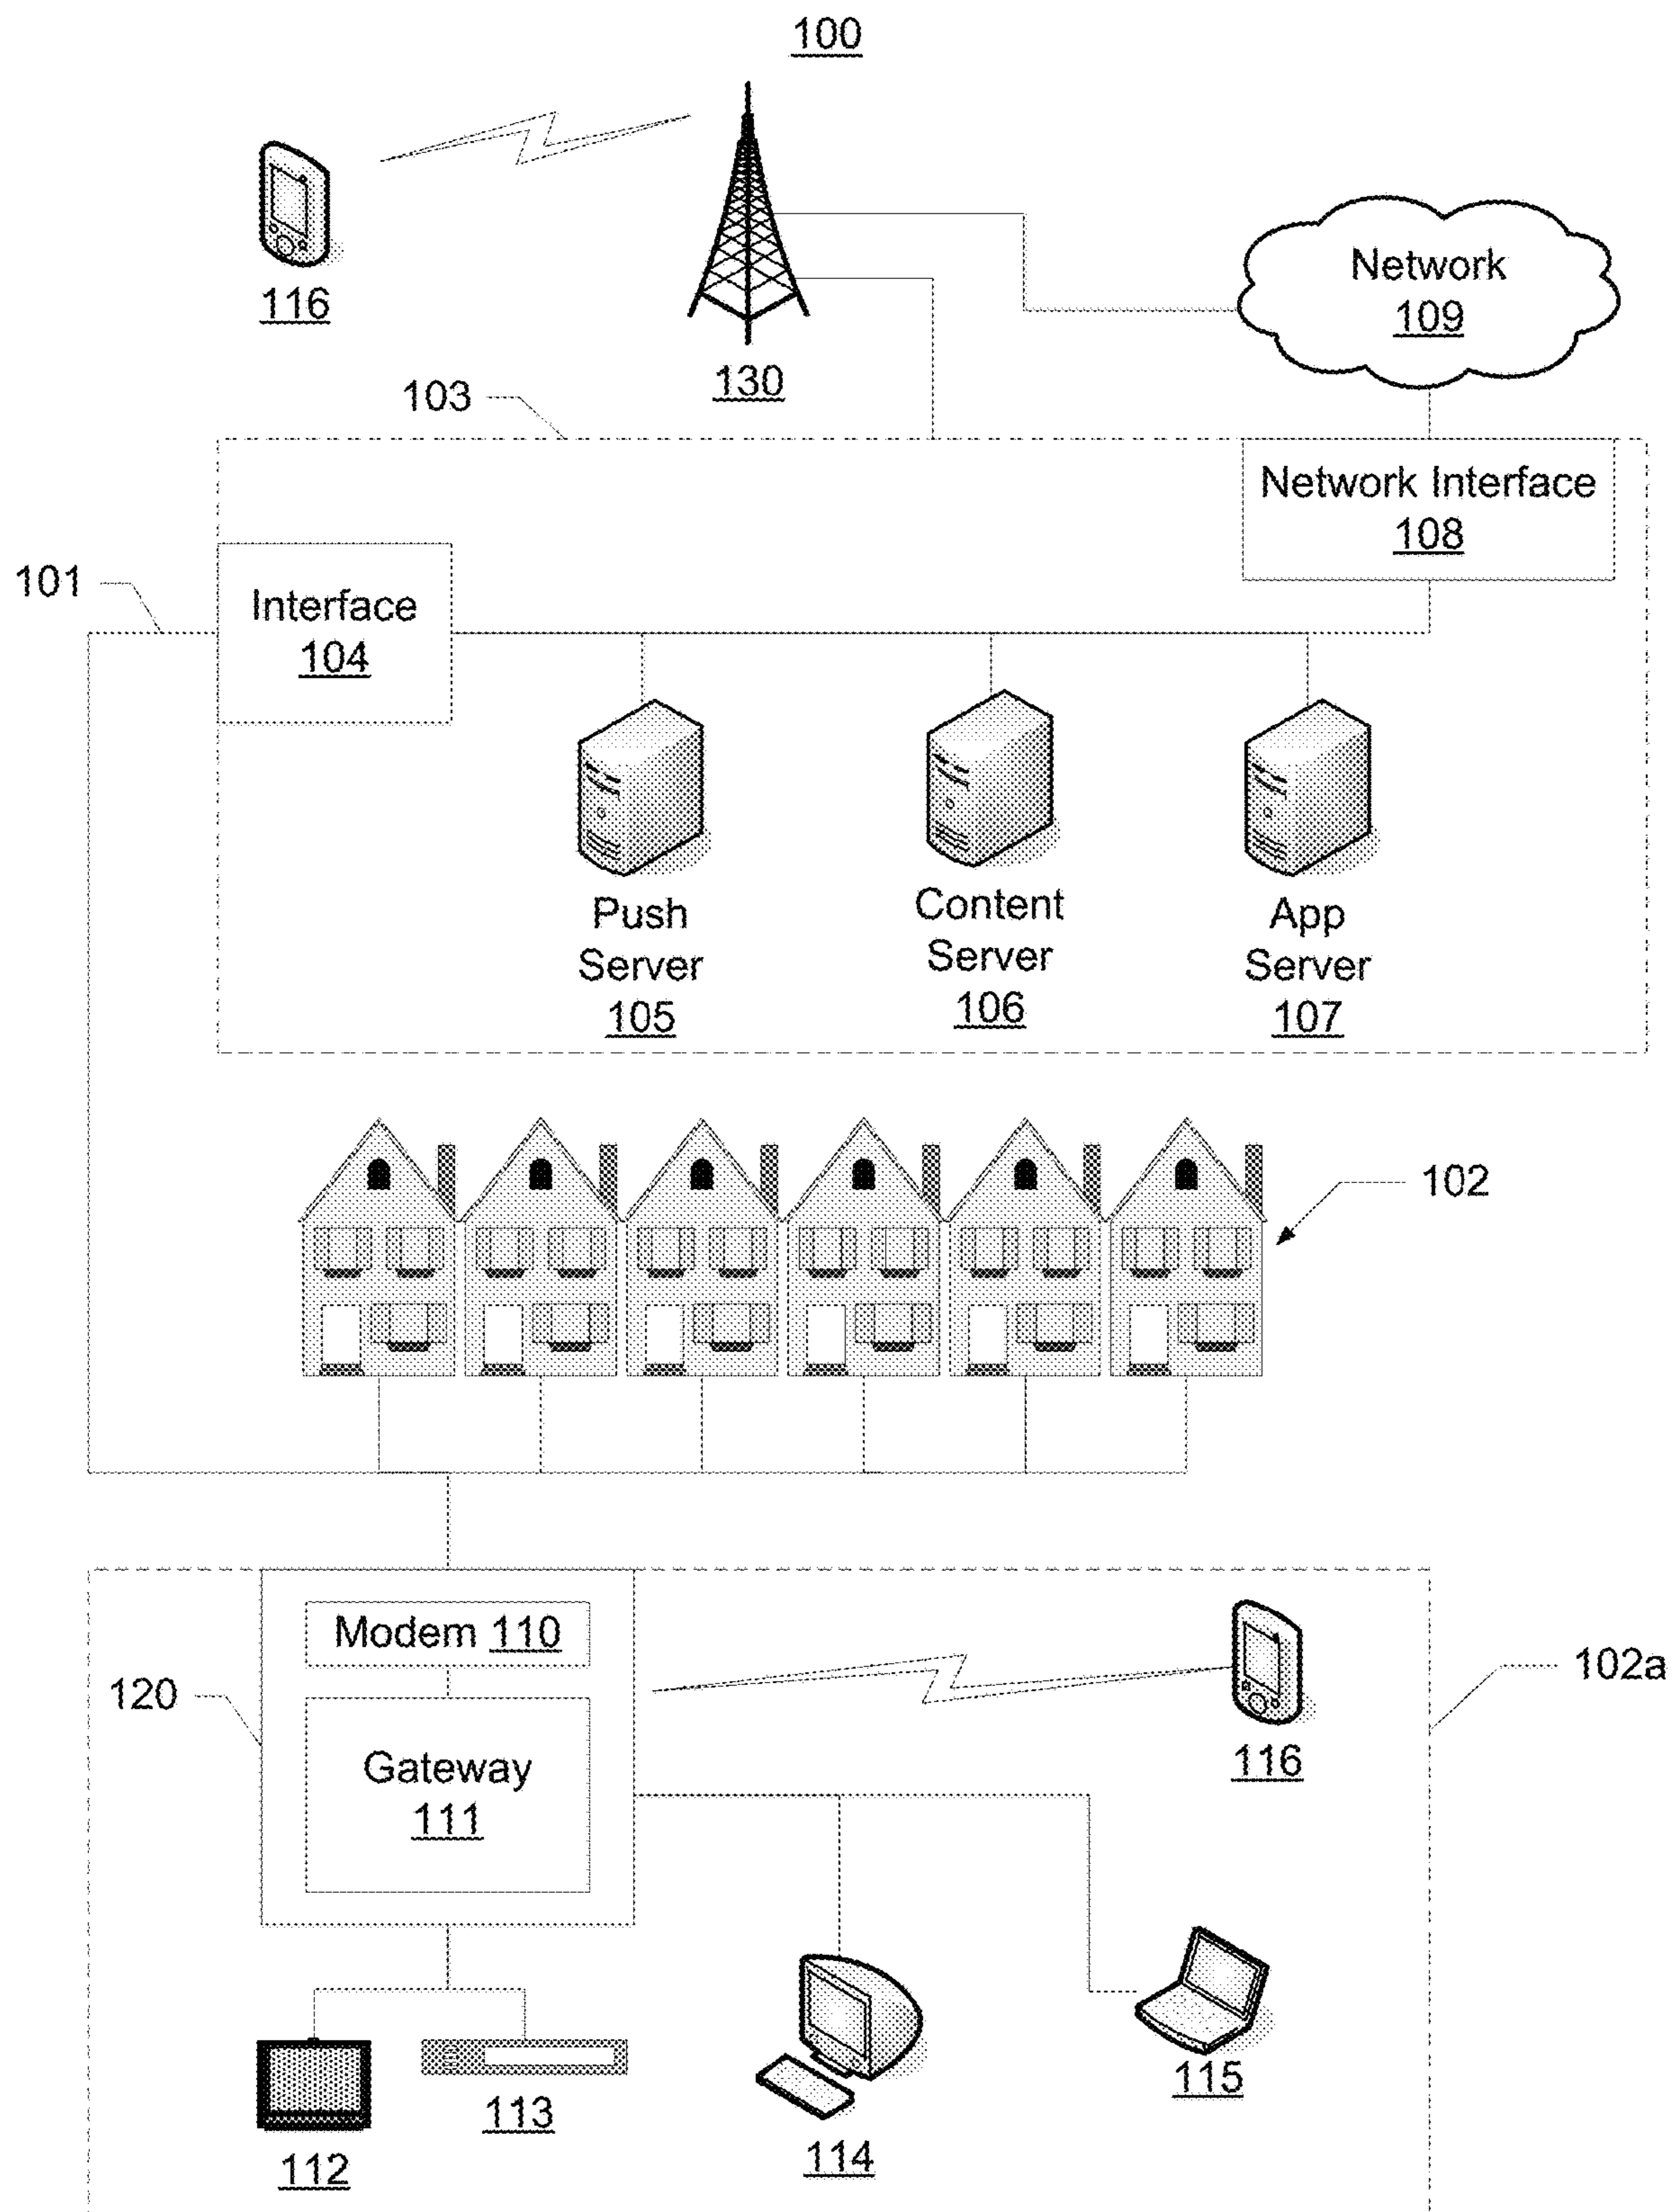 100
116
130
Network
109
103
Network Interface
108
101
Interface
104
Push
Server
105
Content
Server
106
App
Server
107
102
Modem 110
120
Gateway
111
116
102a
112
113
114
115